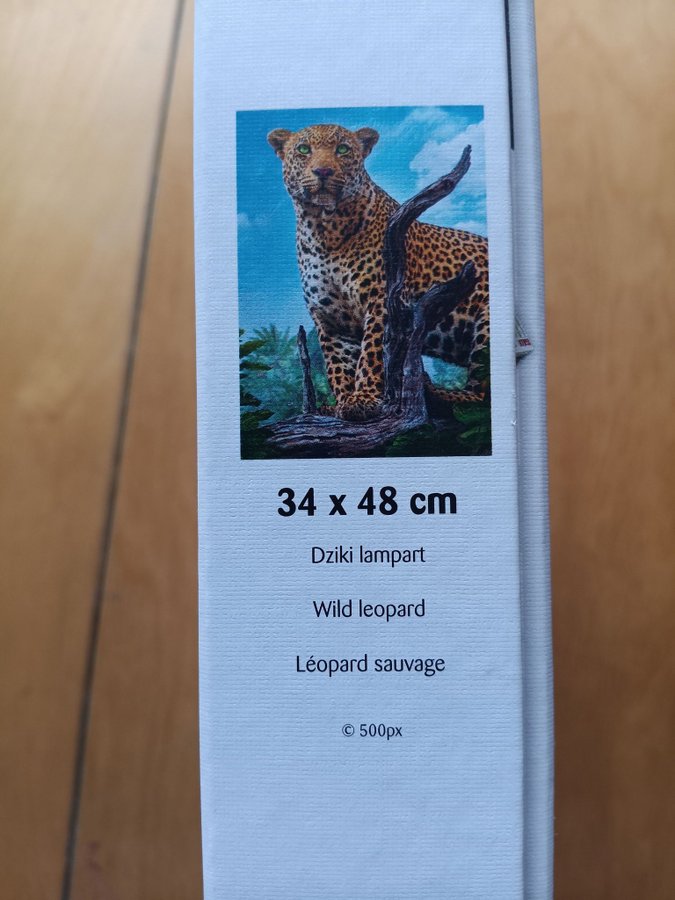 34 x 48 cm
Dziki lampart
Wild leopard
Léopard sauvage
© 500px